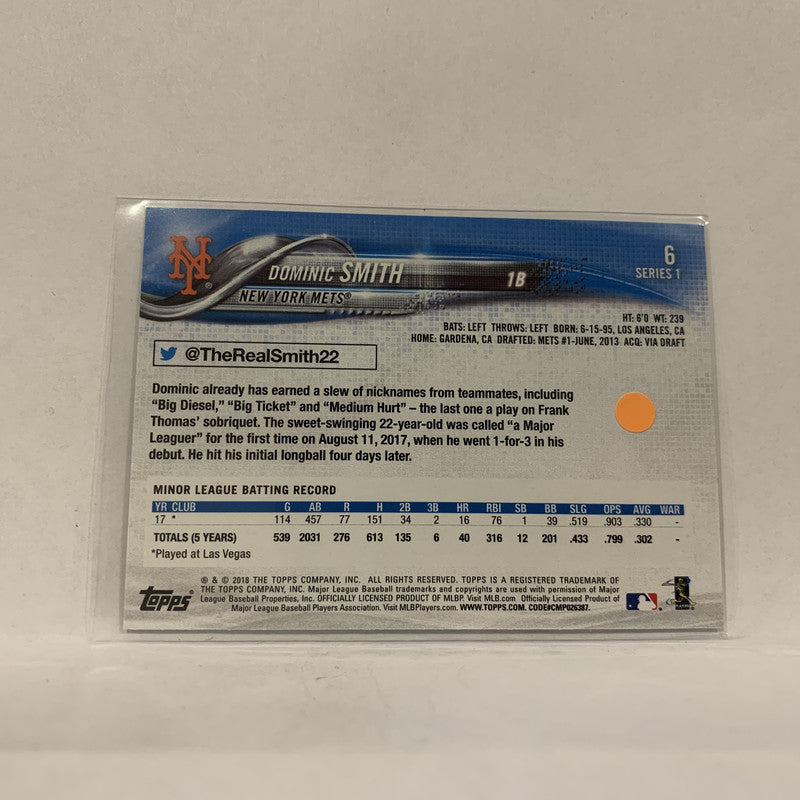 NY
DOMINIC SMITH
1B
NEW YORK METS®
6
SERIES 1
HT: 6'0 WT: 239
BATS: LEFT THROWS: LEFT BORN: 6-15-95, LOS ANGELES, CA
HOME: GARDENA, CA DRAFTED: METS #1-JUNE, 2013 ACQ: VIA DRAFT
@TheRealSmith22
Dominic already has earned a slew of nicknames from teammates, including
“Big Diesel,” “Big Ticket” and “Medium Hurt” – the last one a play on Frank
Thomas’ sobriquet. The sweet-swinging 22-year-old was called “a Major
Leaguer” for the first time on August 11, 2017, when he went 1-for-3 in his
debut. He hit his initial longball four days later.
MINOR LEAGUE BATTING RECORD
YR CLUB G AB R H 2B 3B HR RBI SB BB SLG OPS AVG WAR
17 * 114 457 77 151 34 2 16 76 1 39 .519 .903 .330 -
TOTALS (5 YEARS) 539 2031 276 613 135 6 40 316 12 201 .433 .799 .302 -
*Played at Las Vegas
® & © 2018 THE TOPPS COMPANY, INC. ALL RIGHTS RESERVED. TOPPS IS A REGISTERED TRADEMARK OF
THE TOPPS COMPANY, INC. Major League Baseball trademarks and copyrights are used with permission of Major
League Baseball Properties, Inc. OFFICIALLY LICENSED PRODUCT OF MLBP. Visit MLB.com. Officially Licensed Product of
Major League Baseball Players Association. Visit MLBPlayers.com. WWW.TOPPS.COM. CODE#CMP026387.
topps